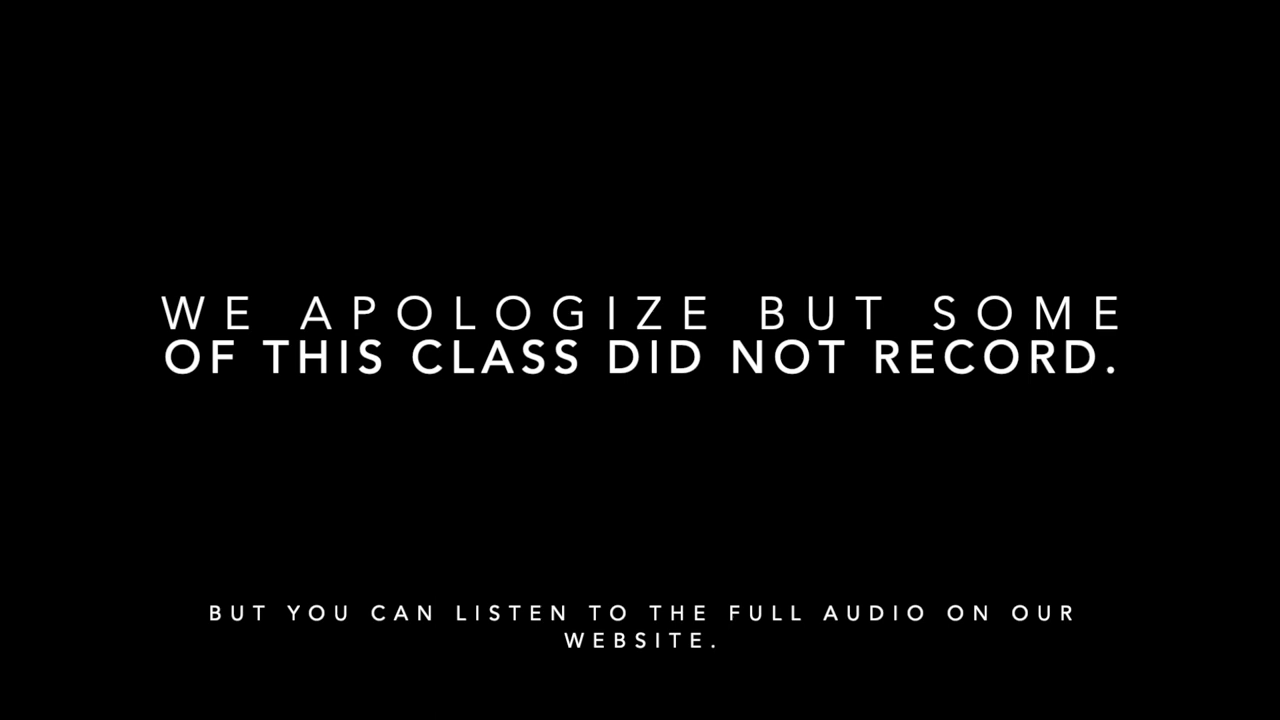 WE APOLOGIZE BUT SOME
OF THIS CLASS DID NOT RECORD.
BUT YOU CAN LISTEN TO THE FULL AUDIO ON OUR
WEBSITE.